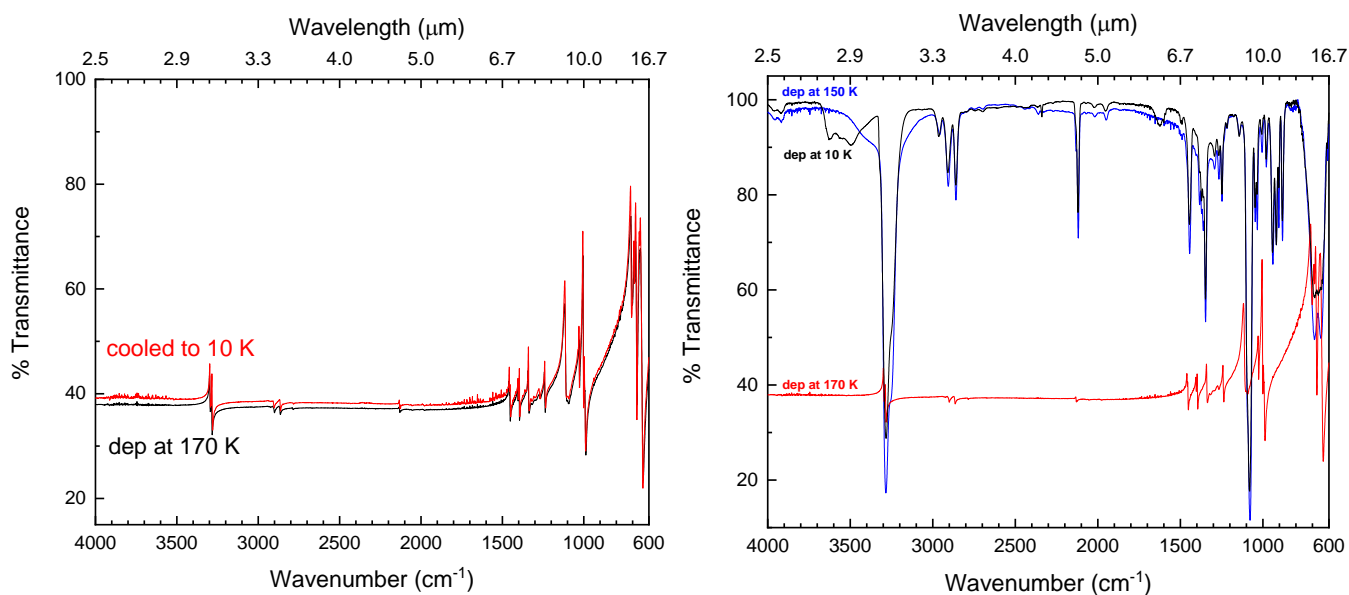 Wavelength (μm)
2.5 2.9 3.3 4.0 5.0 6.7 10.0 16.7
100
80
60
40
20
% Transmittance
cooled to 10 K
dep at 170 K
4000 3500 3000 2500 2000 1500 1000 600
Wavenumber (cm-1)
Wavelength (μm)
2.5 2.9 3.3 4.0 5.0 6.7 10.0 16.7
100
80
60
40
20
% Transmittance
dep at 150 K
dep at 10 K
dep at 170 K
4000 3500 3000 2500 2000 1500 1000 600
Wavenumber (cm-1)